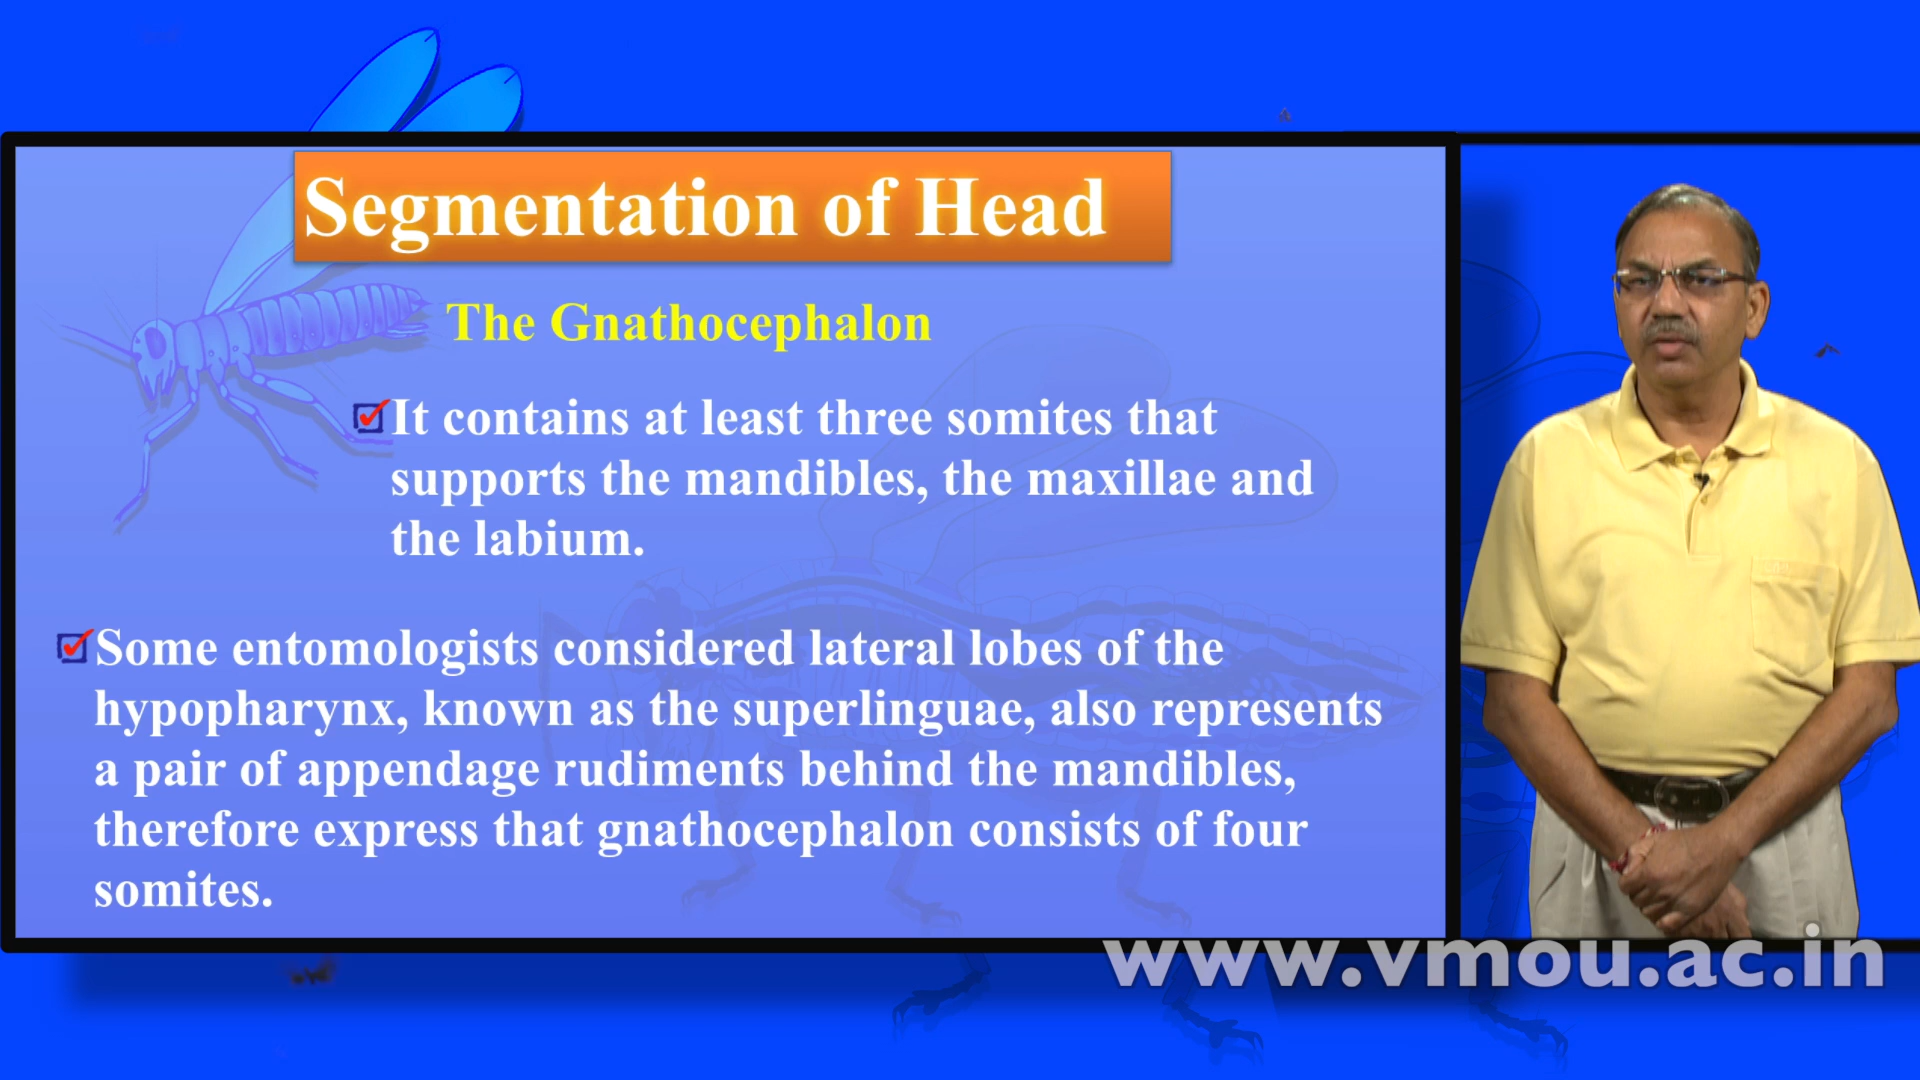 Segmentation of Head
The Gnathocephalon
It contains at least three somites that
supports the mandibles, the maxillae and
the labium.
Some entomologists considered lateral lobes of the
hypopharynx, known as the superlinguae, also represents
a pair of appendage rudiments behind the mandibles,
therefore express that gnathocephalon consists of four
somites.
www.vmou.ac.in